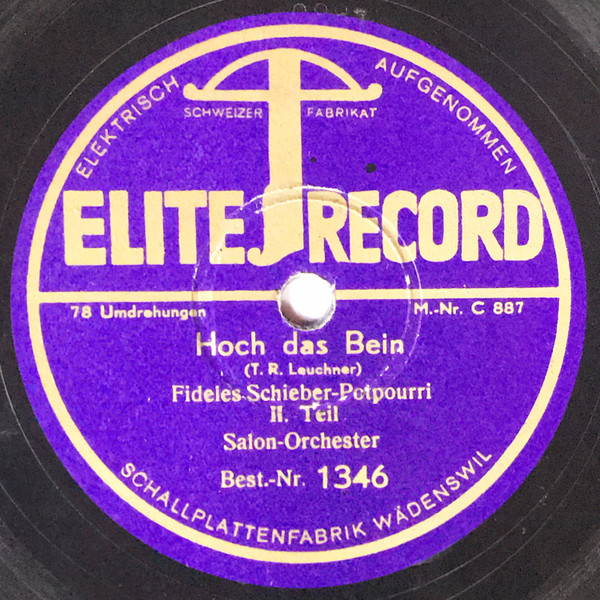 ELEKTRISCH AUFGENOMMEN
SCHWEIZER FABRIKAT
ELITE RECORD
78 Umdrehungen M.-Nr. C 887
Hoch das Bein
(T. R. Leuchner)
Fideles Schieber-Potpourri
II. Teil
Salon-Orchester
Best.-Nr. 1346
SCHALLPLATTENFABRIK WÄDENSWIL